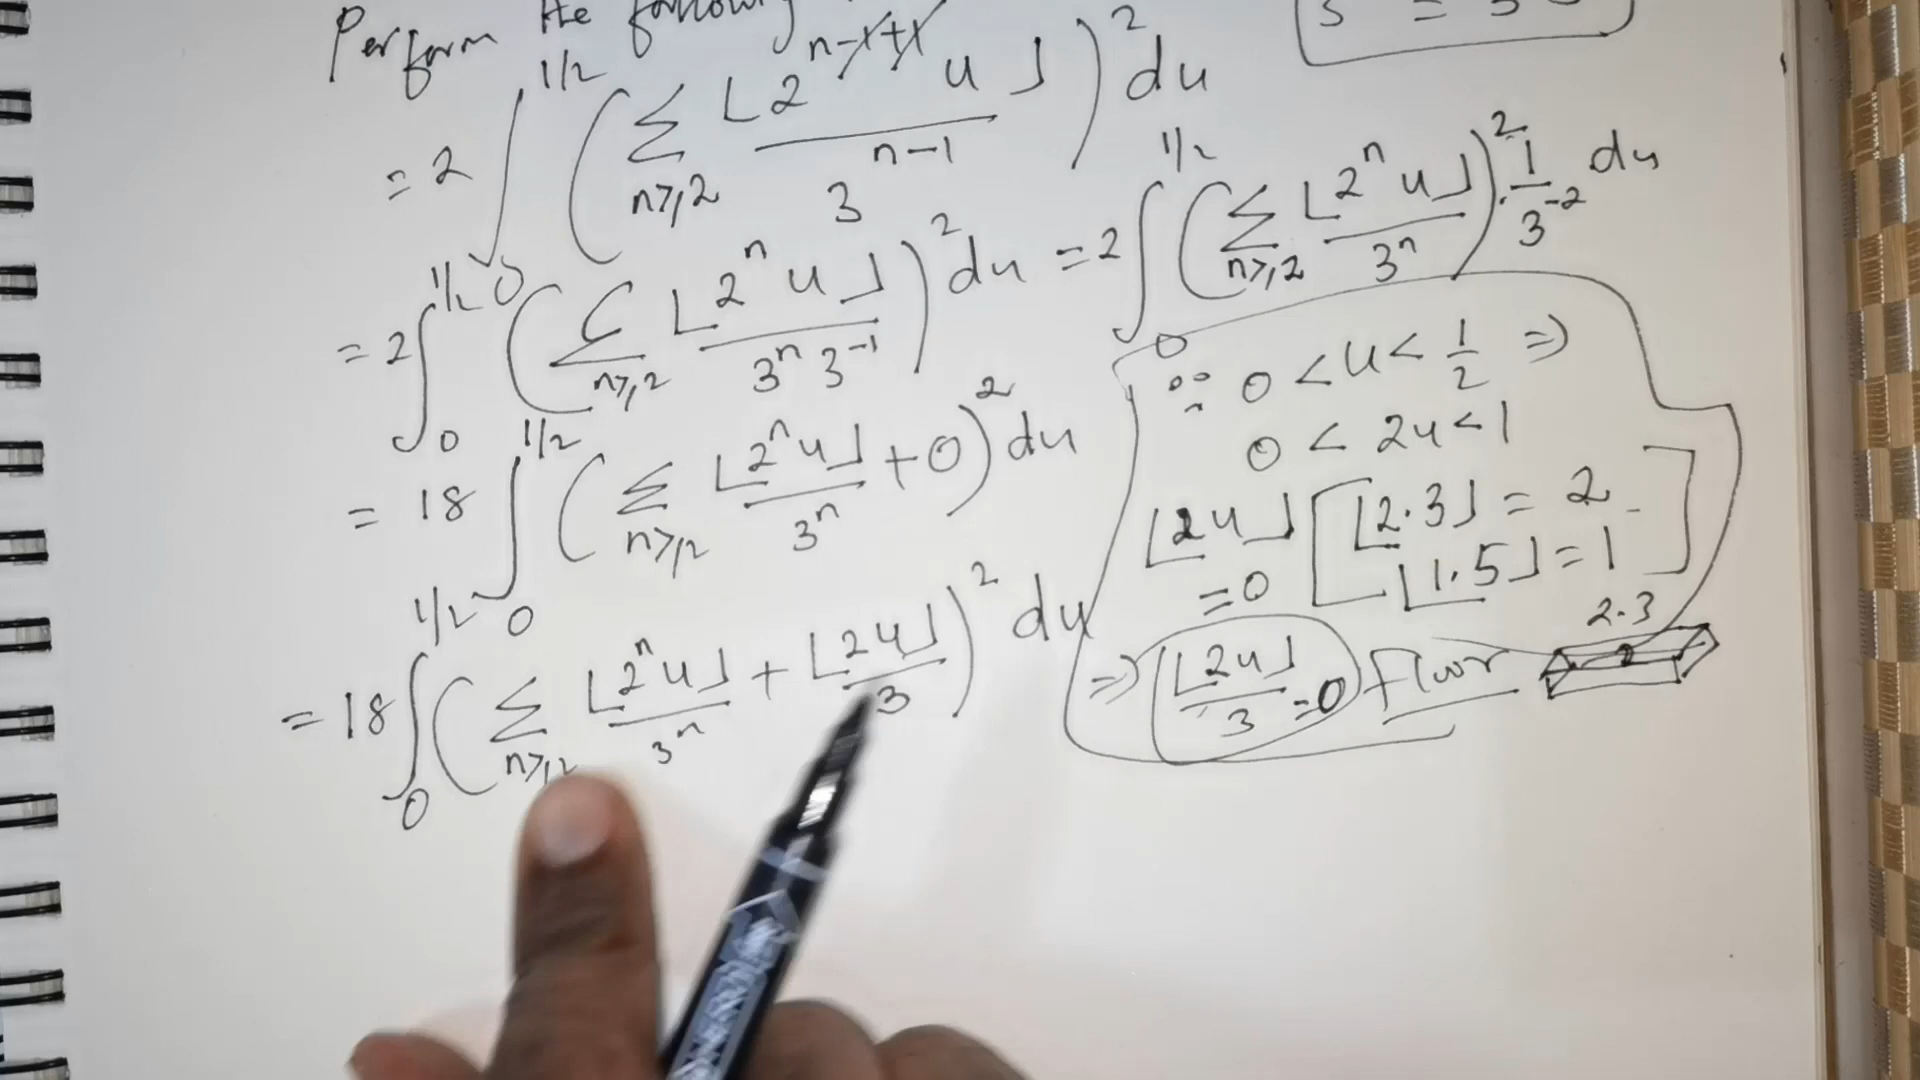 Perform the following
= 2 ∫₀^{1/2} ( Σ_{n≥2} ⌊2^{n-1+1} u⌋ / 3^{n-1} )² du
= 2 ∫₀^{1/2} ( Σ_{n≥2} ⌊2ⁿ u⌋ / 3ⁿ 3⁻¹ )² du = 2 ∫₀^{1/2} ( Σ_{n≥2} ⌊2ⁿ u⌋ / 3ⁿ )² · 1/3⁻² du
= 18 ∫₀^{1/2} ( Σ_{n≥2} ⌊2ⁿ u⌋ / 3ⁿ + 0 )² du
= 18 ∫₀^{1/2} ( Σ_{n≥2} ⌊2ⁿ u⌋ / 3ⁿ + ⌊2u⌋ / 3 )² du
∵ 0 < u < 1/2 ⇒
0 < 2u < 1
⌊2u⌋ = 0 [ ⌊2.3⌋ = 2
⌊1.5⌋ = 1 ]
⇒ ⌊2u⌋ / 3 = 0 Floor
2.3
2